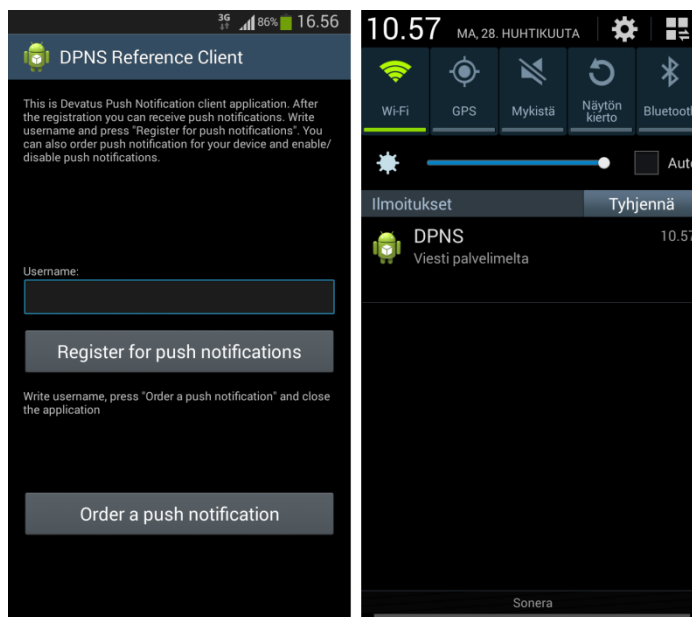 3G 86% 16.56
DPNS Reference Client
This is Devatus Push Notification client application. After
the registration you can receive push notifications. Write
username and press "Register for push notifications". You
can also order push notification for your device and enable/
disable push notifications.
Username:
Register for push notifications
Write username, press "Order a push notification" and close
the application
Order a push notification
10.57 MA, 28. HUHTIKUUTA
Wi-Fi GPS Mykistä Näytön kierto Bluetooth
Auto
Ilmoitukset Tyhjennä
DPNS 10.57
Viesti palvelimelta
Sonera